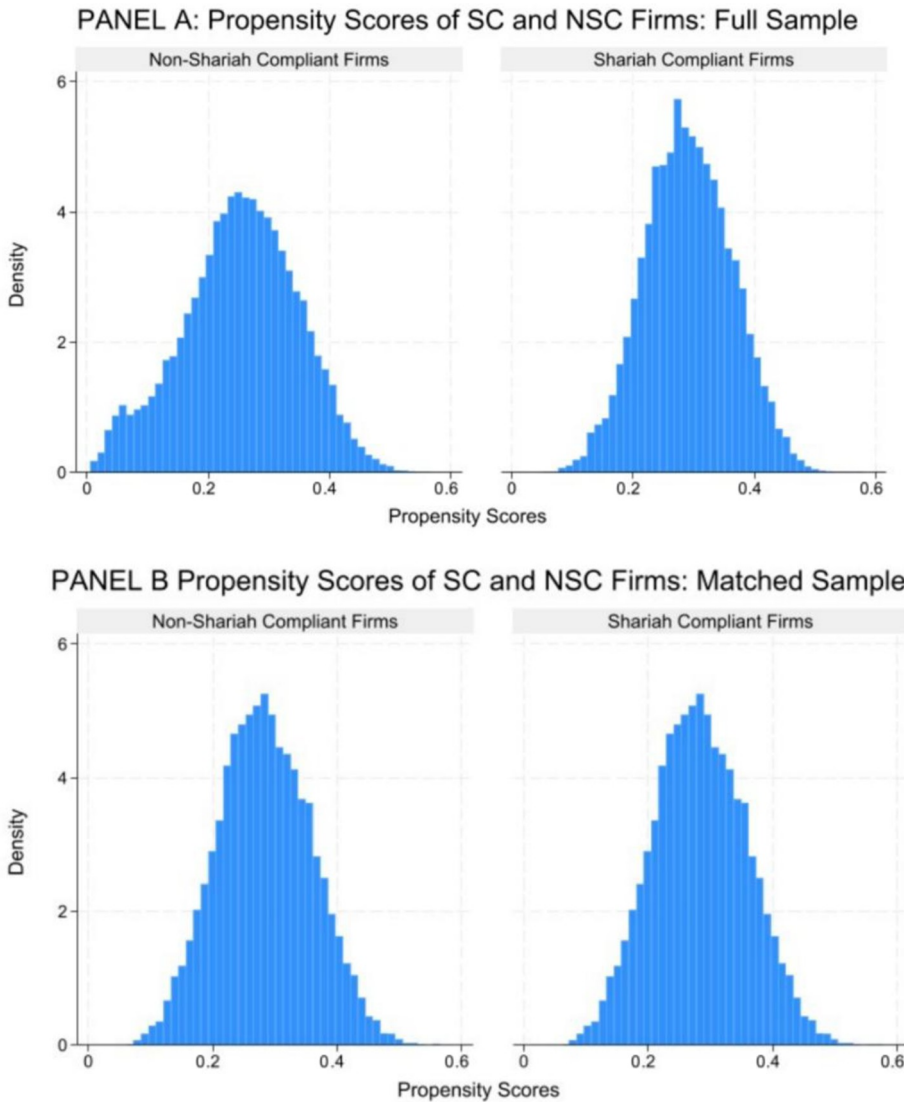 PANEL A: Propensity Scores of SC and NSC Firms: Full Sample
Non-Shariah Compliant Firms Shariah Compliant Firms
6
4
2
0
Density
0 0.2 0.4 0.6 0 0.2 0.4 0.6
Propensity Scores
PANEL B Propensity Scores of SC and NSC Firms: Matched Sample
Non-Shariah Compliant Firms Shariah Compliant Firms
6
4
2
0
Density
0 0.2 0.4 0.6 0 0.2 0.4 0.6
Propensity Scores